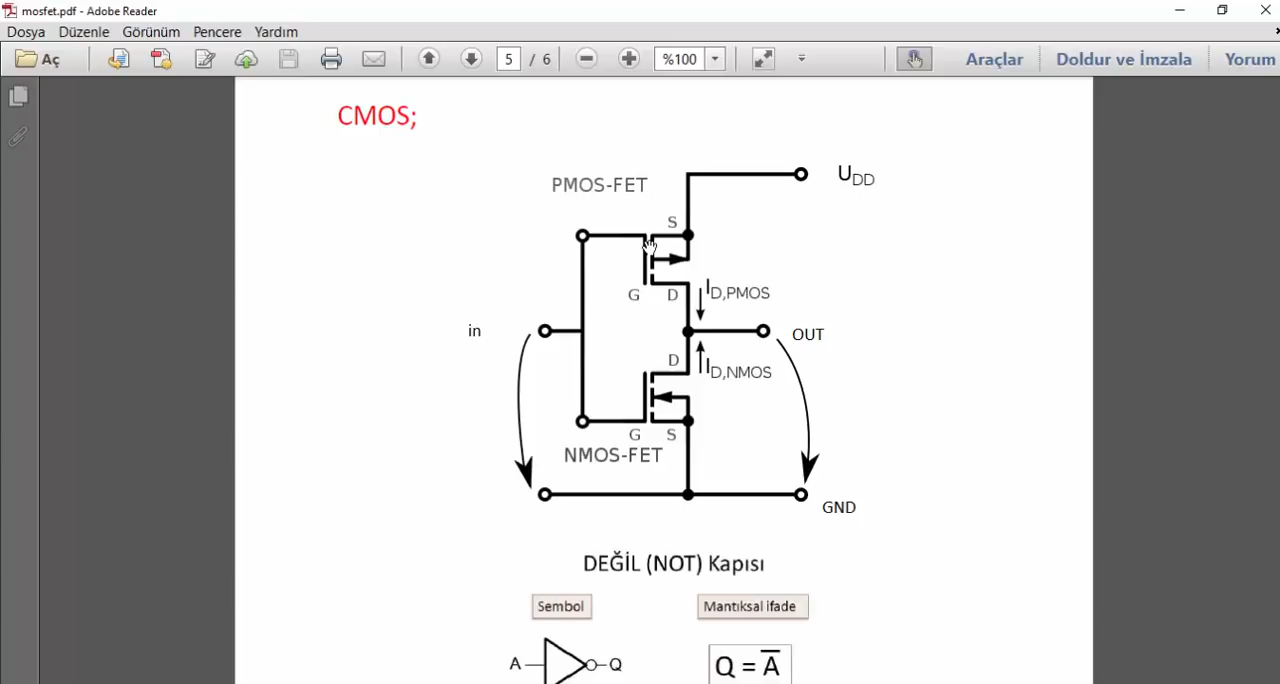 mosfet.pdf - Adobe Reader
Dosya Düzenle Görünüm Pencere Yardım
Aç 5 / 6 %100 Araçlar Doldur ve İmzala Yorum
CMOS;
PMOS-FET
UDD
S
G D
ID,PMOS
in
OUT
D
ID,NMOS
G S
NMOS-FET
GND
DEĞİL (NOT) Kapısı
Sembol Mantıksal ifade
A Q Q = A̅